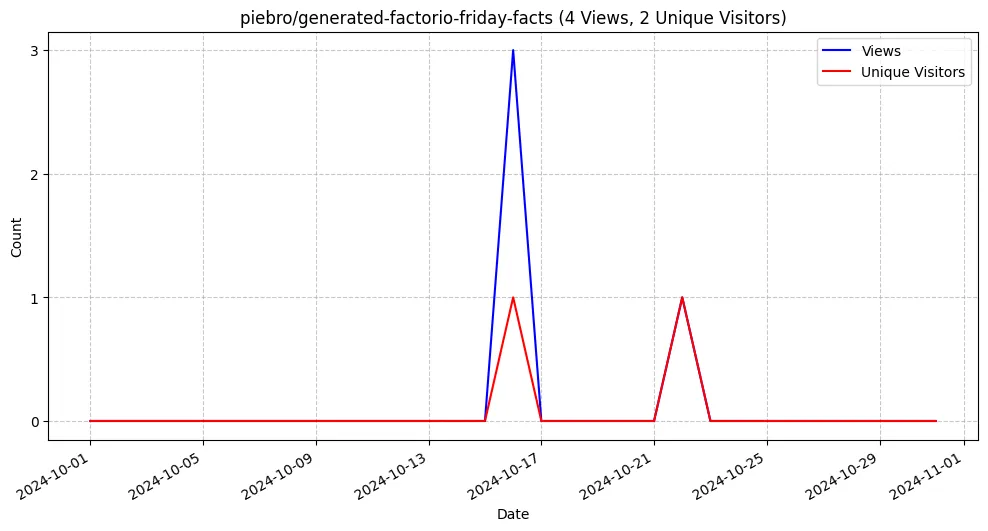 piebro/generated-factorio-friday-facts (4 Views, 2 Unique Visitors)
Views
Unique Visitors
3
2
1
0
Count
2024-10-01
2024-10-05
2024-10-09
2024-10-13
2024-10-17
2024-10-21
2024-10-25
2024-10-29
2024-11-01
Date